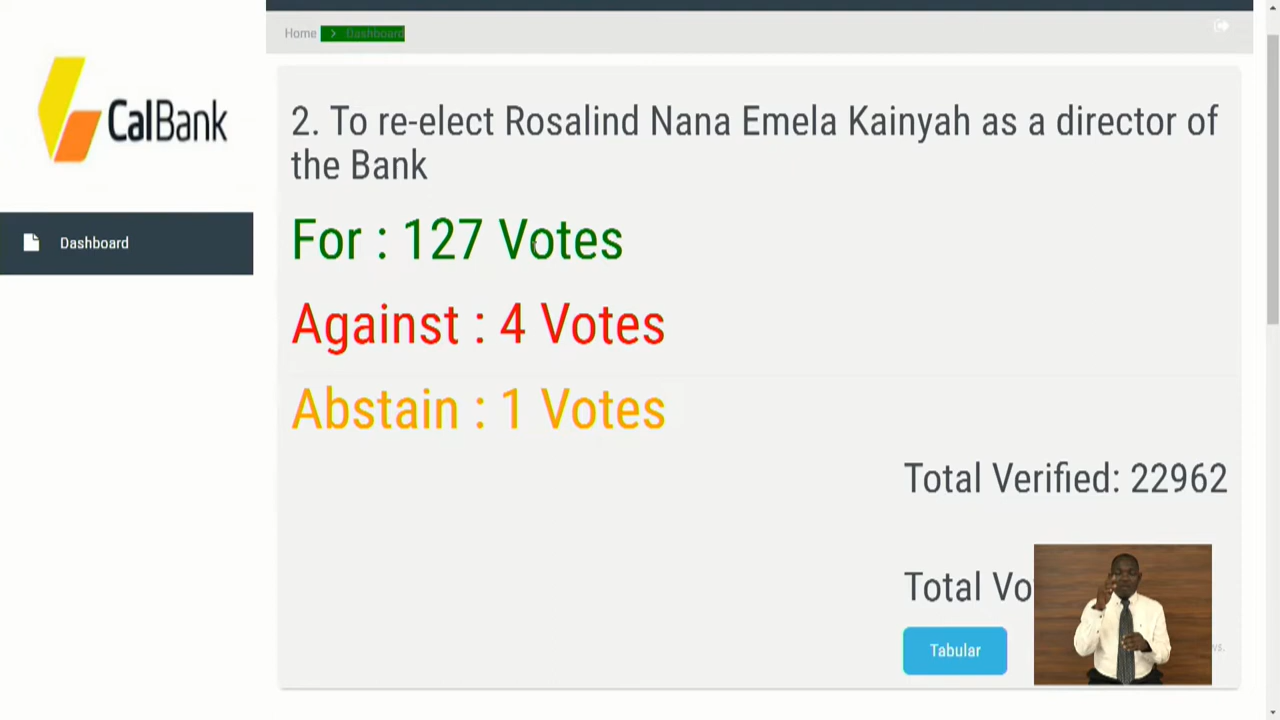 Home > Dashboard
CalBank
2. To re-elect Rosalind Nana Emela Kainyah as a director of
the Bank
Dashboard
For : 127 Votes
Against : 4 Votes
Abstain : 1 Votes
Total Verified: 22962
Total
Tabular